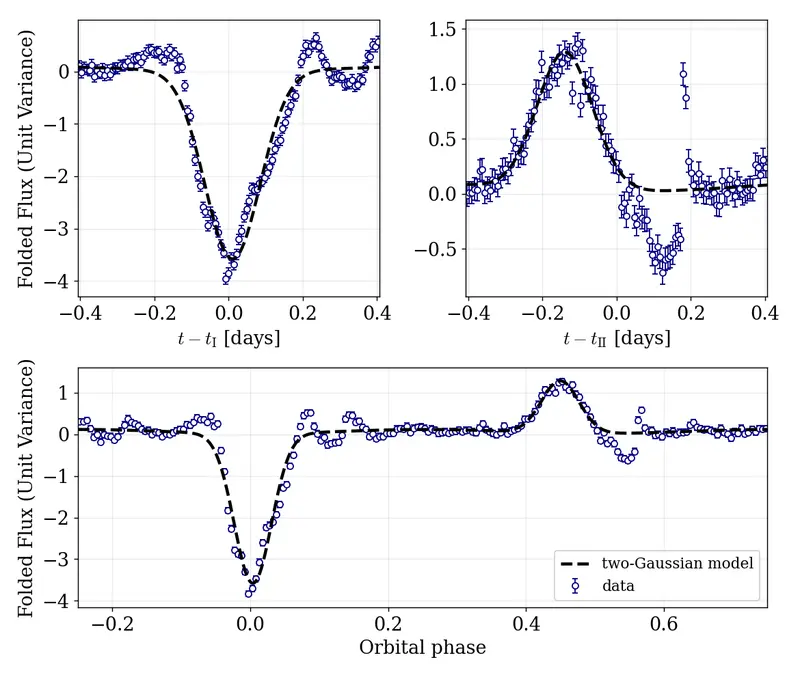 Folded Flux (Unit Variance)
0
−1
−2
−3
−4
−0.4 −0.2 0.0 0.2 0.4
t − t_I [days]
1.5
1.0
0.5
0.0
−0.5
−0.4 −0.2 0.0 0.2 0.4
t − t_II [days]
Folded Flux (Unit Variance)
1
0
−1
−2
−3
−4
−0.2 0.0 0.2 0.4 0.6
Orbital phase
two-Gaussian model
data